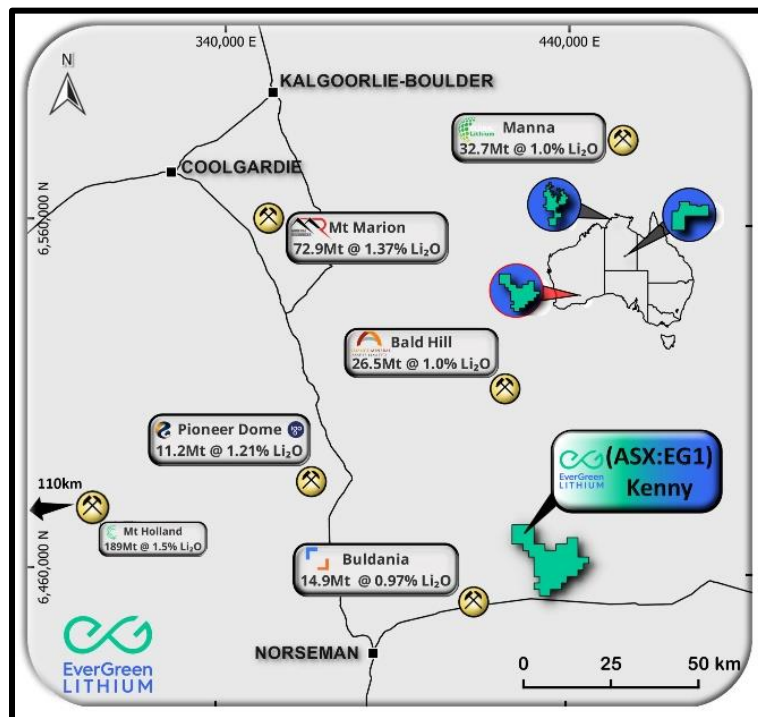 340,000 E
440,000 E
N
KALGOORLIE-BOULDER
Lithium
Manna
32.7Mt @ 1.0% Li₂O
COOLGARDIE
6,560,000 N
Mt Marion
72.9Mt @ 1.37% Li₂O
Bald Hill
26.5Mt @ 1.0% Li₂O
Pioneer Dome
igo
11.2Mt @ 1.21% Li₂O
EverGreen
LITHIUM
(ASX:EG1)
Kenny
110km
Mt Holland
189Mt @ 1.5% Li₂O
6,460,000 N
Buldania
14.9Mt @ 0.97% Li₂O
NORSEMAN
EverGreen
LITHIUM
0 25 50 km